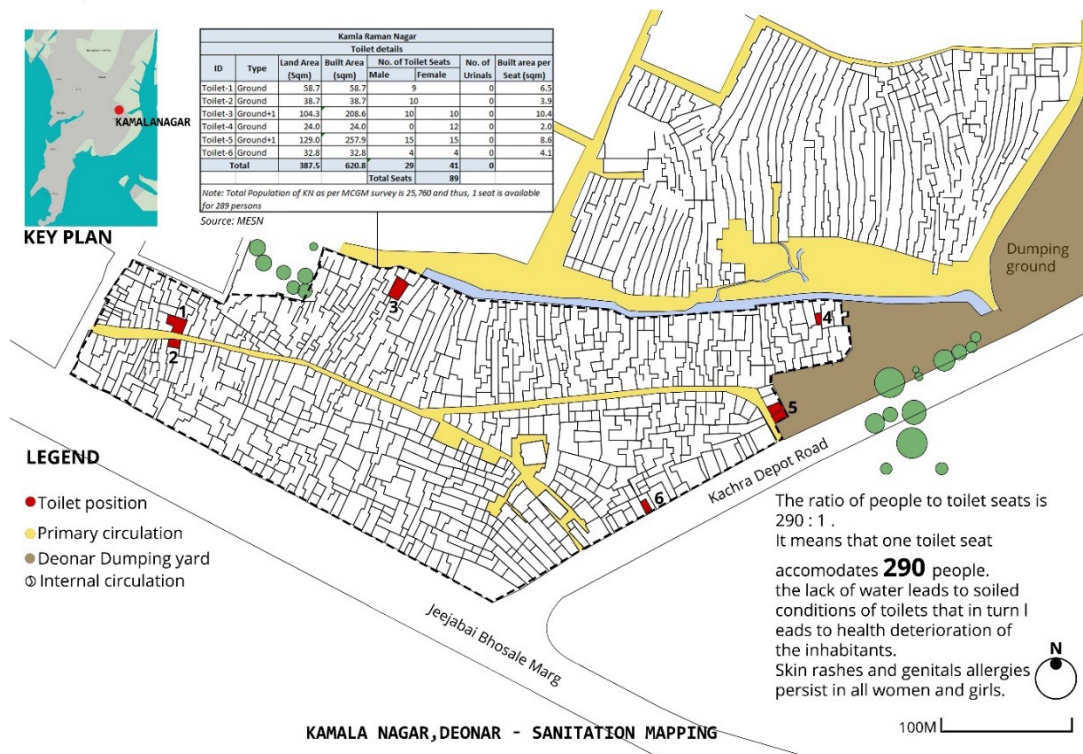 KAMALANAGAR
KEY PLAN
Kamla Raman Nagar
Toilet details
ID Type Land Area (Sqm) Built Area (sqm) No. of Toilet Seats Male Female No. of Urinals Built area per Seat (sqm)
Toilet-1 Ground 58.7 58.7 9 0 6.5
Toilet-2 Ground 38.7 38.7 10 0 3.9
Toilet-3 Ground+1 104.3 208.6 10 10 0 10.4
Toilet-4 Ground 24.0 24.0 0 12 0 2.0
Toilet-5 Ground+1 129.0 257.9 15 15 0 8.6
Toilet-6 Ground 32.8 32.8 4 4 0 4.1
Total 387.5 620.8 29 41 0
Total Seats 89
Note: Total Population of KN as per MCGM survey is 25,760 and thus, 1 seat is available
for 289 persons
Source: MESN
Dumping
ground
1
2
3
4
5
6
LEGEND
Toilet position
Primary circulation
Deonar Dumping yard
Internal circulation
Kachra Depot Road
Jeejabai Bhosale Marg
The ratio of people to toilet seats is
290 : 1 .
It means that one toilet seat
accomodates 290 people.
the lack of water leads to soiled
conditions of toilets that in turn l
eads to health deterioration of
the inhabitants.
Skin rashes and genitals allergies
persist in all women and girls.
N
100M
KAMALA NAGAR,DEONAR - SANITATION MAPPING